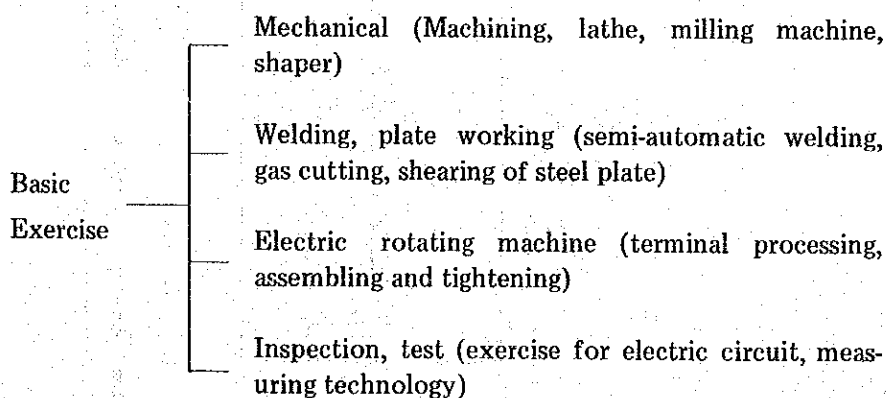 Mechanical (Machining, lathe, milling machine,
shaper)
Welding, plate working (semi-automatic welding,
gas cutting, shearing of steel plate)
Basic
Exercise
Electric rotating machine (terminal processing,
assembling and tightening)
Inspection, test (exercise for electric circuit, meas-
uring technology)